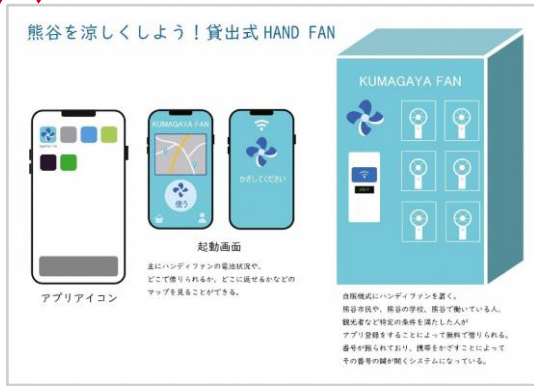 熊谷を涼しくしよう！貸出式 HAND FAN
KUMAGAYA FAN
使う
かざしてください
アプリアイコン
起動画面
主にハンディファンの電池状況や、
どこで借りられるか、どこに返せるかなどの
マップを見ることができる。
KUMAGAYA FAN
自販機式にハンディファンを置く。
熊谷市民や、熊谷の学校、熊谷で働いている人、
観光者など特定の条件を満たした人が
アプリ登録をすることによって無料で借りられる。
番号が振られており、携帯をかざすことによって
その番号の鍵が開くシステムになっている。